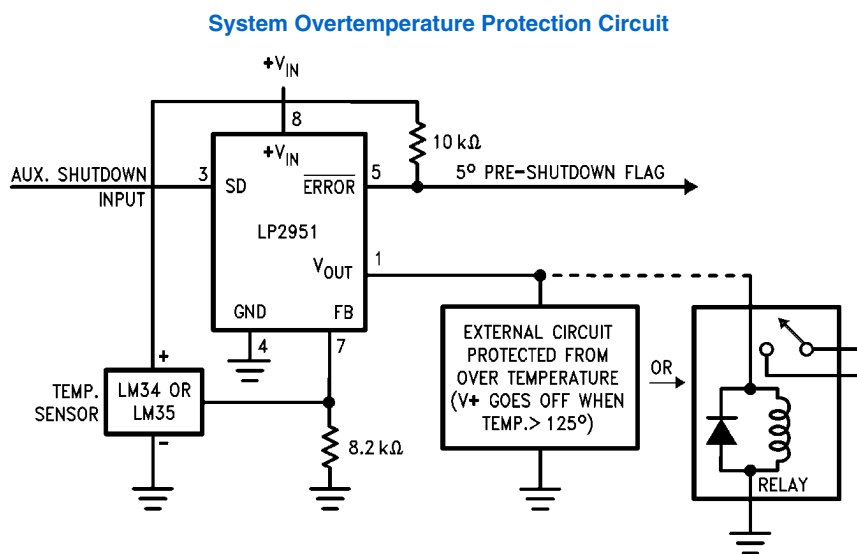 System Overtemperature Protection Circuit
+VIN
8
+VIN
10 kΩ
AUX. SHUTDOWN
INPUT
3
SD
ERROR
5
5° PRE-SHUTDOWN FLAG
LP2951
VOUT
1
GND
FB
4
7
+
TEMP.
SENSOR
LM34 OR
LM35
-
8.2 kΩ
EXTERNAL CIRCUIT
PROTECTED FROM
OVER TEMPERATURE
(V+ GOES OFF WHEN
TEMP.> 125°)
OR
RELAY